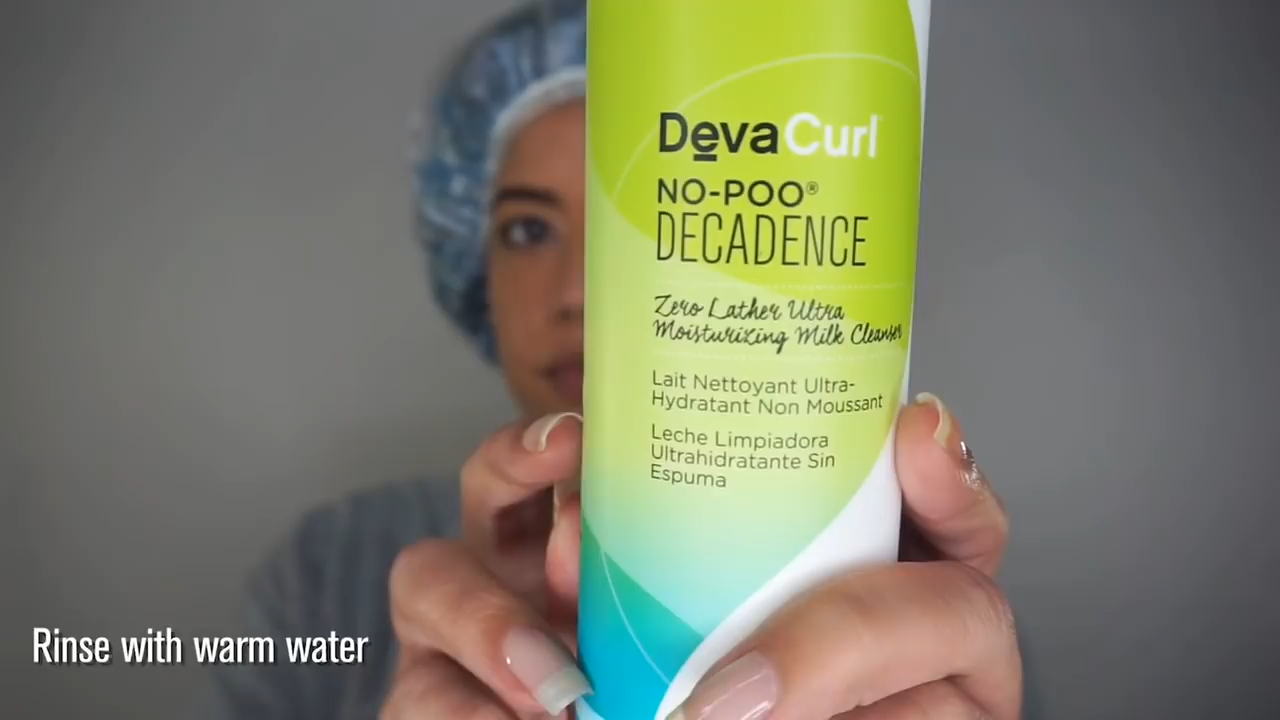 DevaCurl
NO-POO®
DECADENCE
Zero Lather Ultra
Moisturizing Milk Cleanser
Lait Nettoyant Ultra-
Hydratant Non Moussant
Leche Limpiadora
Ultrahidratante Sin
Espuma
Rinse with warm water